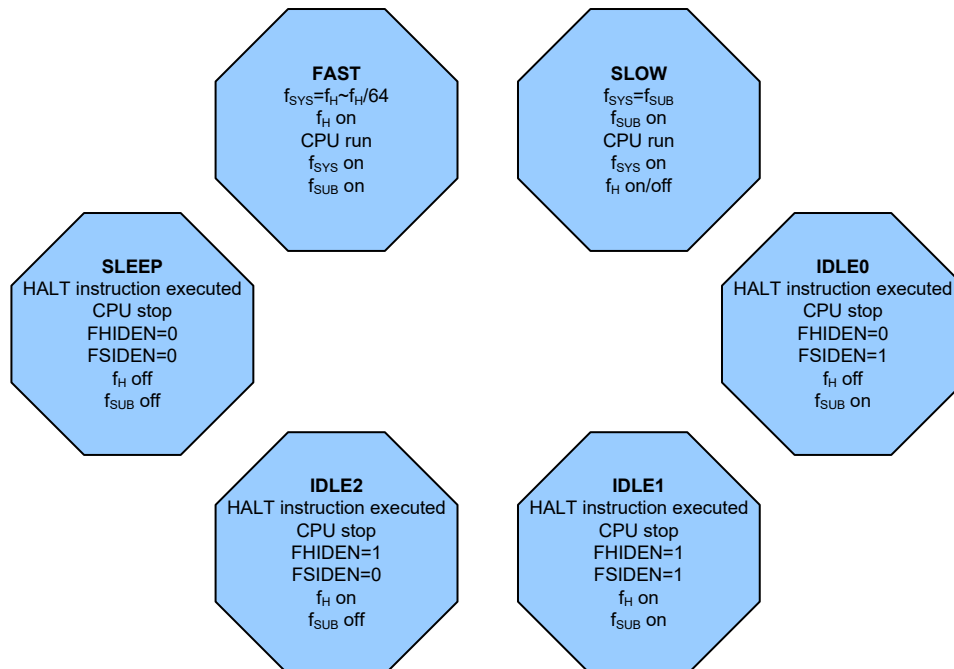 FAST
fSYS=fH~fH/64
fH on
CPU run
fSYS on
fSUB on
SLOW
fSYS=fSUB
fSUB on
CPU run
fSYS on
fH on/off
SLEEP
HALT instruction executed
CPU stop
FHIDEN=0
FSIDEN=0
fH off
fSUB off
IDLE0
HALT instruction executed
CPU stop
FHIDEN=0
FSIDEN=1
fH off
fSUB on
IDLE2
HALT instruction executed
CPU stop
FHIDEN=1
FSIDEN=0
fH on
fSUB off
IDLE1
HALT instruction executed
CPU stop
FHIDEN=1
FSIDEN=1
fH on
fSUB on